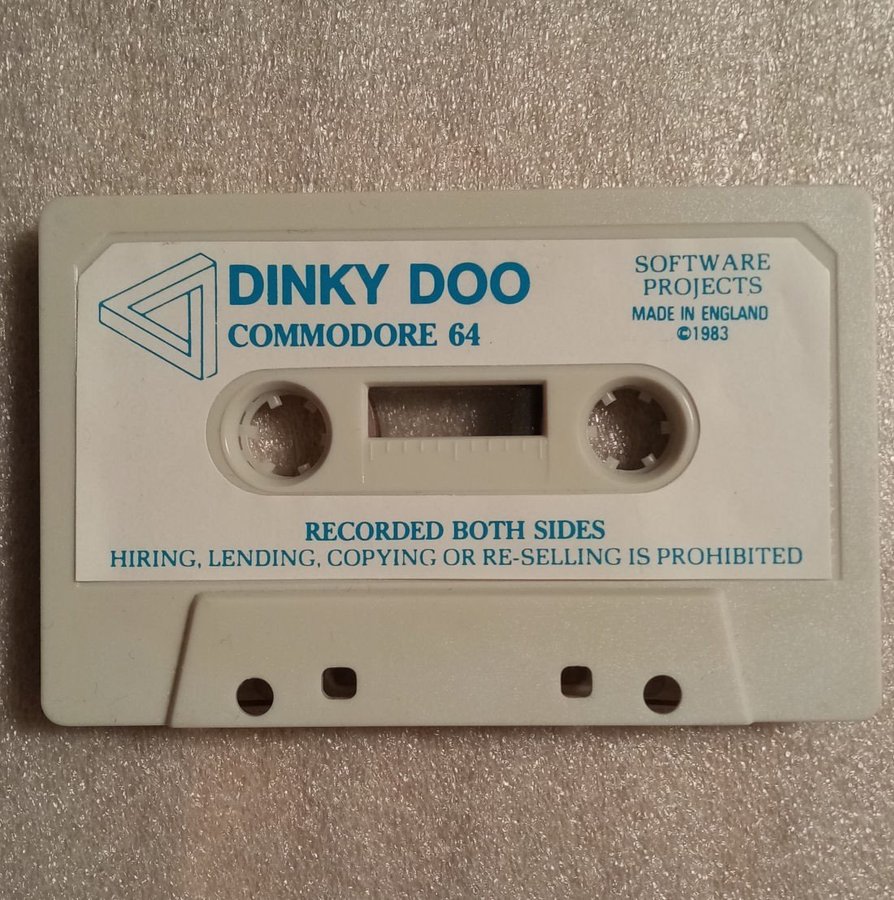 DINKY DOO
COMMODORE 64
SOFTWARE
PROJECTS
MADE IN ENGLAND
©1983
RECORDED BOTH SIDES
HIRING, LENDING, COPYING OR RE-SELLING IS PROHIBITED